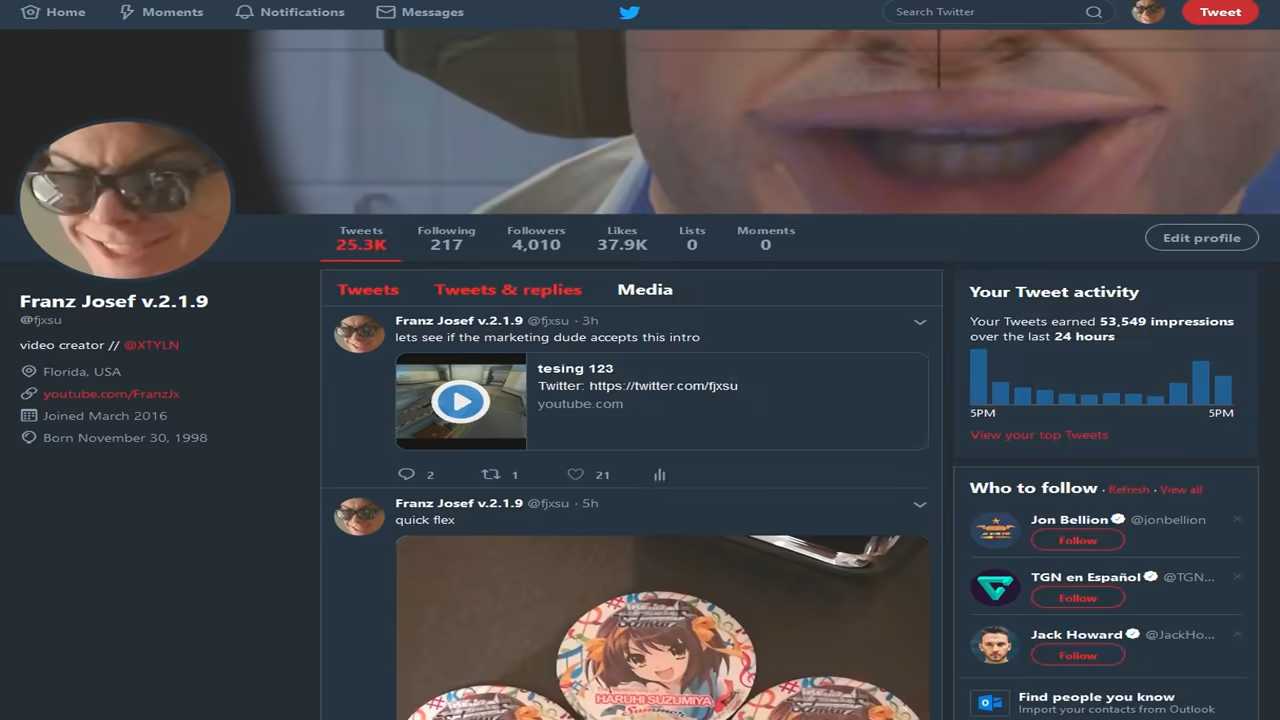 Home Moments Notifications Messages Search Twitter Tweet
Tweets Following Followers Likes Lists Moments
25.3K 217 4,010 37.9K 0 0
Edit profile
Franz Josef v.2.1.9
@fjxsu
video creator // @XTYLN
Florida, USA
youtube.com/FranzJx
Joined March 2016
Born November 30, 1998
Tweets Tweets & replies Media
Franz Josef v.2.1.9 @fjxsu · 3h
lets see if the marketing dude accepts this intro
tesing 123
Twitter: https://twitter.com/fjxsu
youtube.com
2 1 21
Franz Josef v.2.1.9 @fjxsu · 5h
quick flex
HARUHI SUZUMIYA
Summer
Your Tweet activity
Your Tweets earned 53,549 impressions
over the last 24 hours
5PM 5PM
View your top Tweets
Who to follow · Refresh · View all
Jon Bellion @jonbellion
Follow
TGN en Español @TGN...
Follow
Jack Howard @JackHo...
Follow
Find people you know
Import your contacts from Outlook